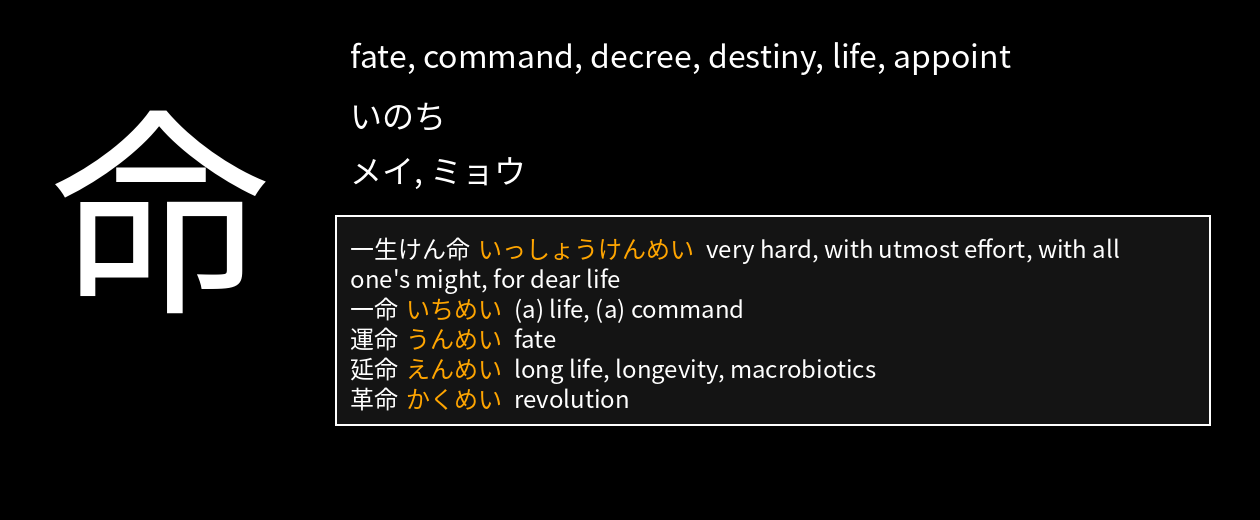 命
fate, command, decree, destiny, life, appoint
いのち
メイ, ミョウ
一生けん命 いっしょうけんめい very hard, with utmost effort, with all
one's might, for dear life
一命 いちめい (a) life, (a) command
運命 うんめい fate
延命 えんめい long life, longevity, macrobiotics
革命 かくめい revolution